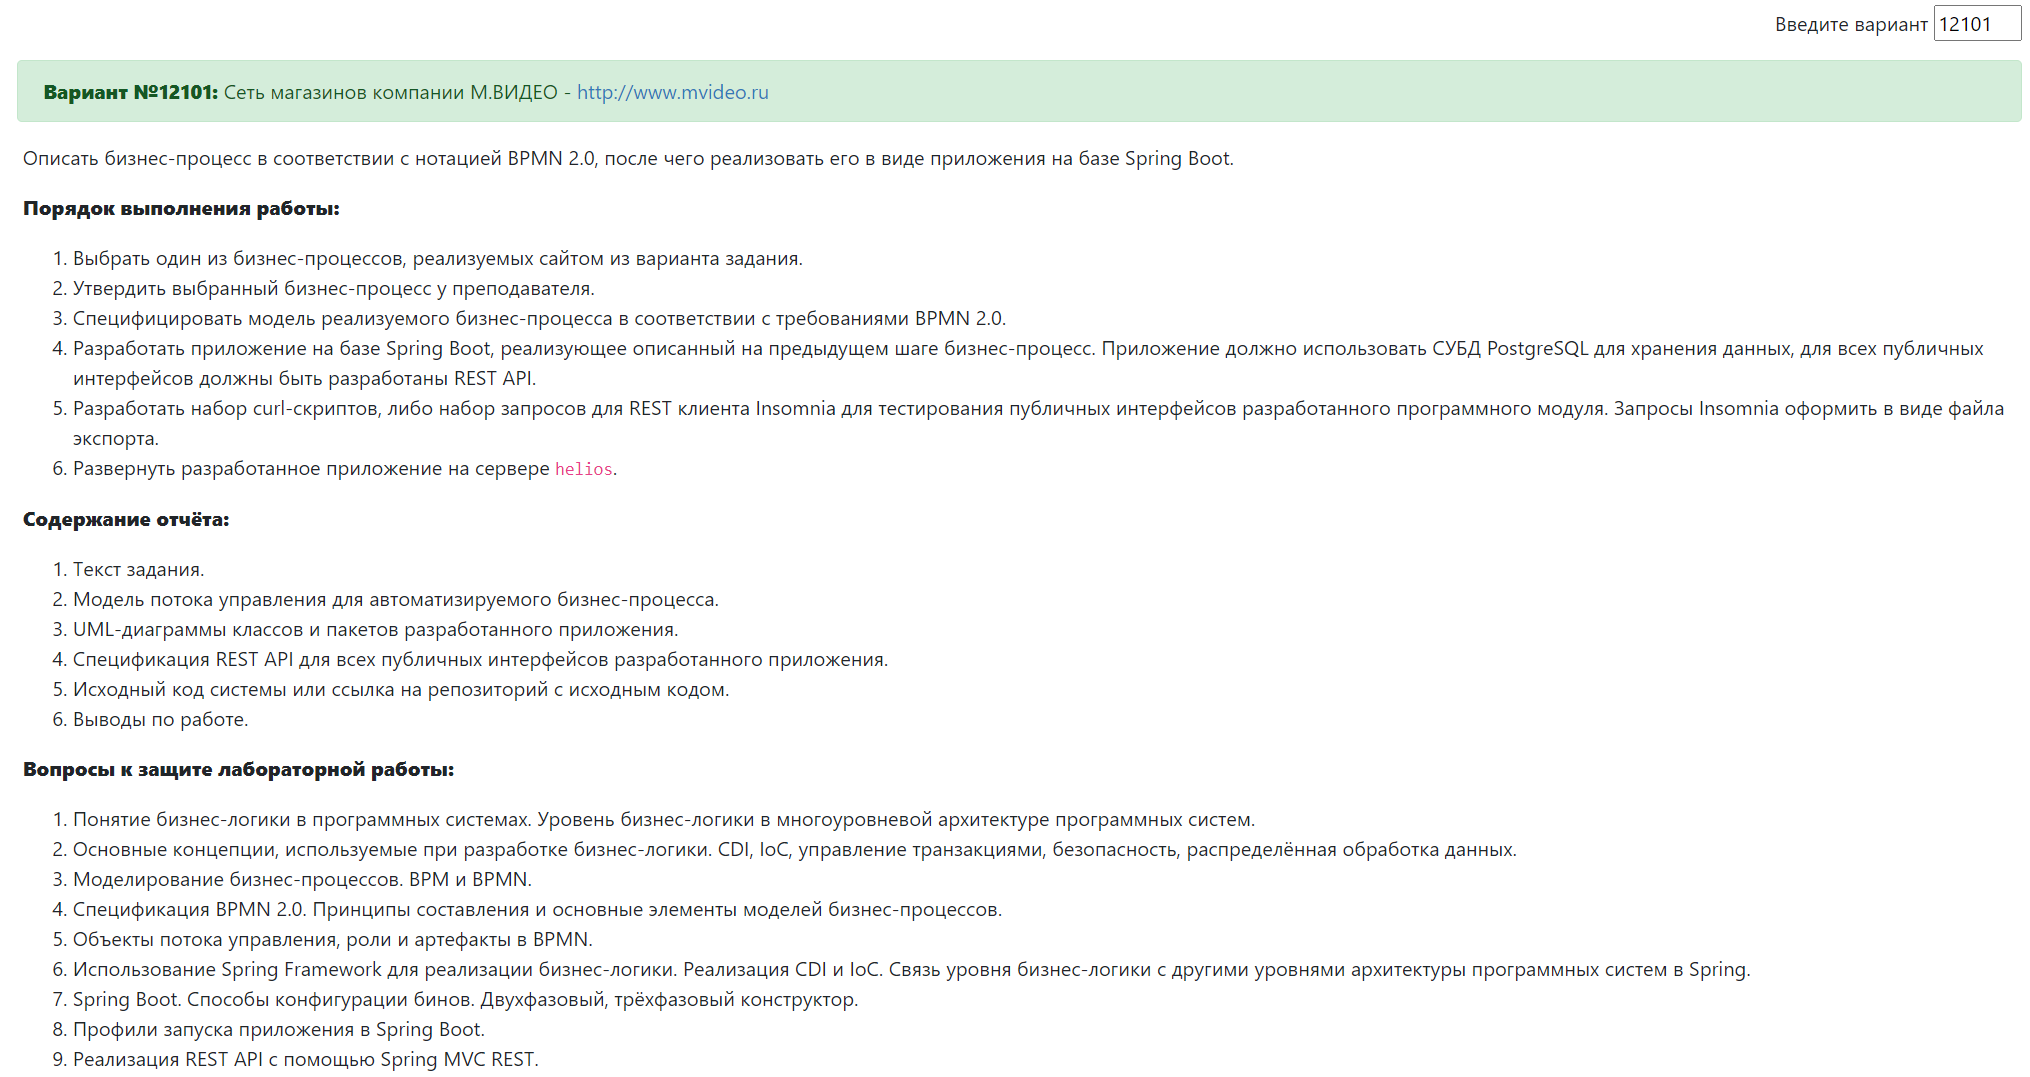 Введите вариант 12101
Вариант №12101: Сеть магазинов компании М.ВИДЕО - http://www.mvideo.ru
Описать бизнес-процесс в соответствии с нотацией BPMN 2.0, после чего реализовать его в виде приложения на базе Spring Boot.
Порядок выполнения работы:
1. Выбрать один из бизнес-процессов, реализуемых сайтом из варианта задания.
2. Утвердить выбранный бизнес-процесс у преподавателя.
3. Специфицировать модель реализуемого бизнес-процесса в соответствии с требованиями BPMN 2.0.
4. Разработать приложение на базе Spring Boot, реализующее описанный на предыдущем шаге бизнес-процесс. Приложение должно использовать СУБД PostgreSQL для хранения данных, для всех публичных
интерфейсов должны быть разработаны REST API.
5. Разработать набор curl-скриптов, либо набор запросов для REST клиента Insomnia для тестирования публичных интерфейсов разработанного программного модуля. Запросы Insomnia оформить в виде файла
экспорта.
6. Развернуть разработанное приложение на сервере helios.
Содержание отчёта:
1. Текст задания.
2. Модель потока управления для автоматизируемого бизнес-процесса.
3. UML-диаграммы классов и пакетов разработанного приложения.
4. Спецификация REST API для всех публичных интерфейсов разработанного приложения.
5. Исходный код системы или ссылка на репозиторий с исходным кодом.
6. Выводы по работе.
Вопросы к защите лабораторной работы:
1. Понятие бизнес-логики в программных системах. Уровень бизнес-логики в многоуровневой архитектуре программных систем.
2. Основные концепции, используемые при разработке бизнес-логики. CDI, IoC, управление транзакциями, безопасность, распределённая обработка данных.
3. Моделирование бизнес-процессов. BPM и BPMN.
4. Спецификация BPMN 2.0. Принципы составления и основные элементы моделей бизнес-процессов.
5. Объекты потока управления, роли и артефакты в BPMN.
6. Использование Spring Framework для реализации бизнес-логики. Реализация CDI и IoC. Связь уровня бизнес-логики с другими уровнями архитектуры программных систем в Spring.
7. Spring Boot. Способы конфигурации бинов. Двухфазовый, трёхфазовый конструктор.
8. Профили запуска приложения в Spring Boot.
9. Реализация REST API с помощью Spring MVC REST.